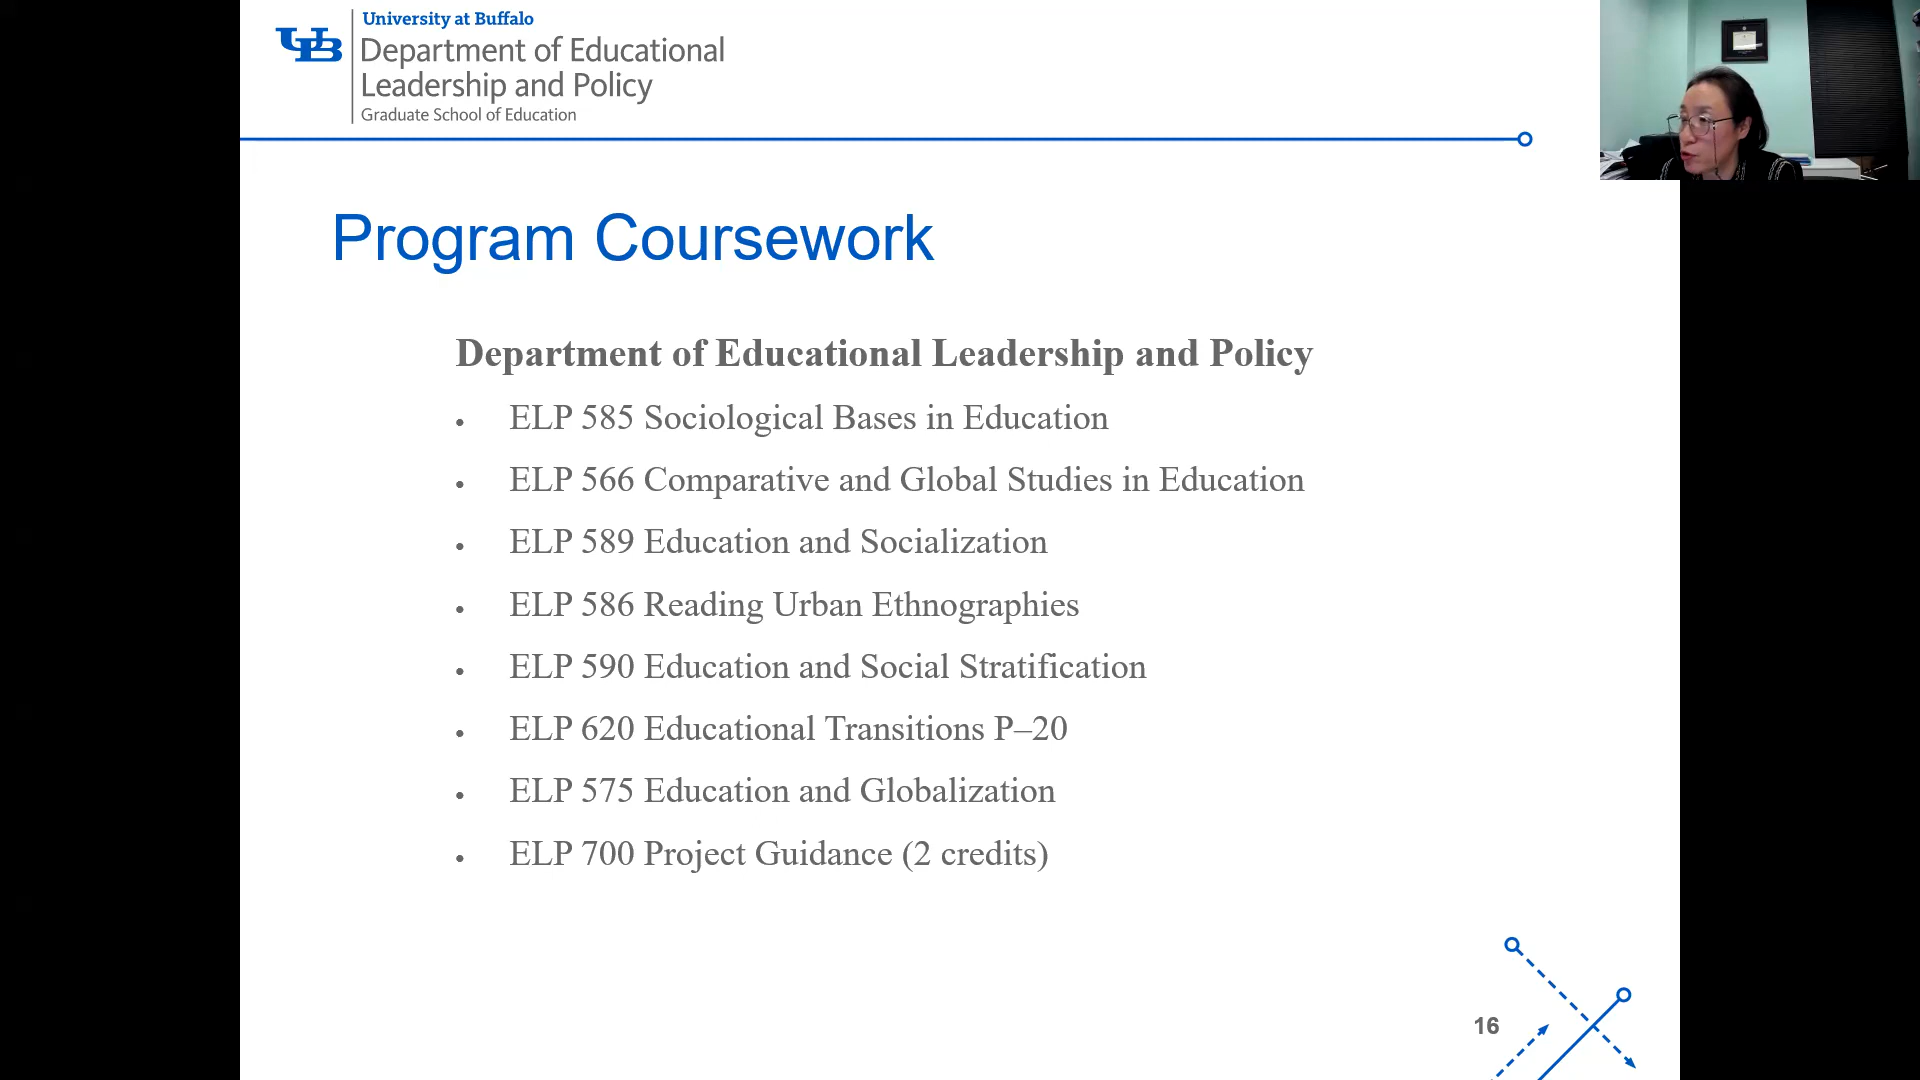 University at Buffalo
Department of Educational
Leadership and Policy
Graduate School of Education
Program Coursework
Department of Educational Leadership and Policy
• ELP 585 Sociological Bases in Education
• ELP 566 Comparative and Global Studies in Education
• ELP 589 Education and Socialization
• ELP 586 Reading Urban Ethnographies
• ELP 590 Education and Social Stratification
• ELP 620 Educational Transitions P–20
• ELP 575 Education and Globalization
• ELP 700 Project Guidance (2 credits)
16